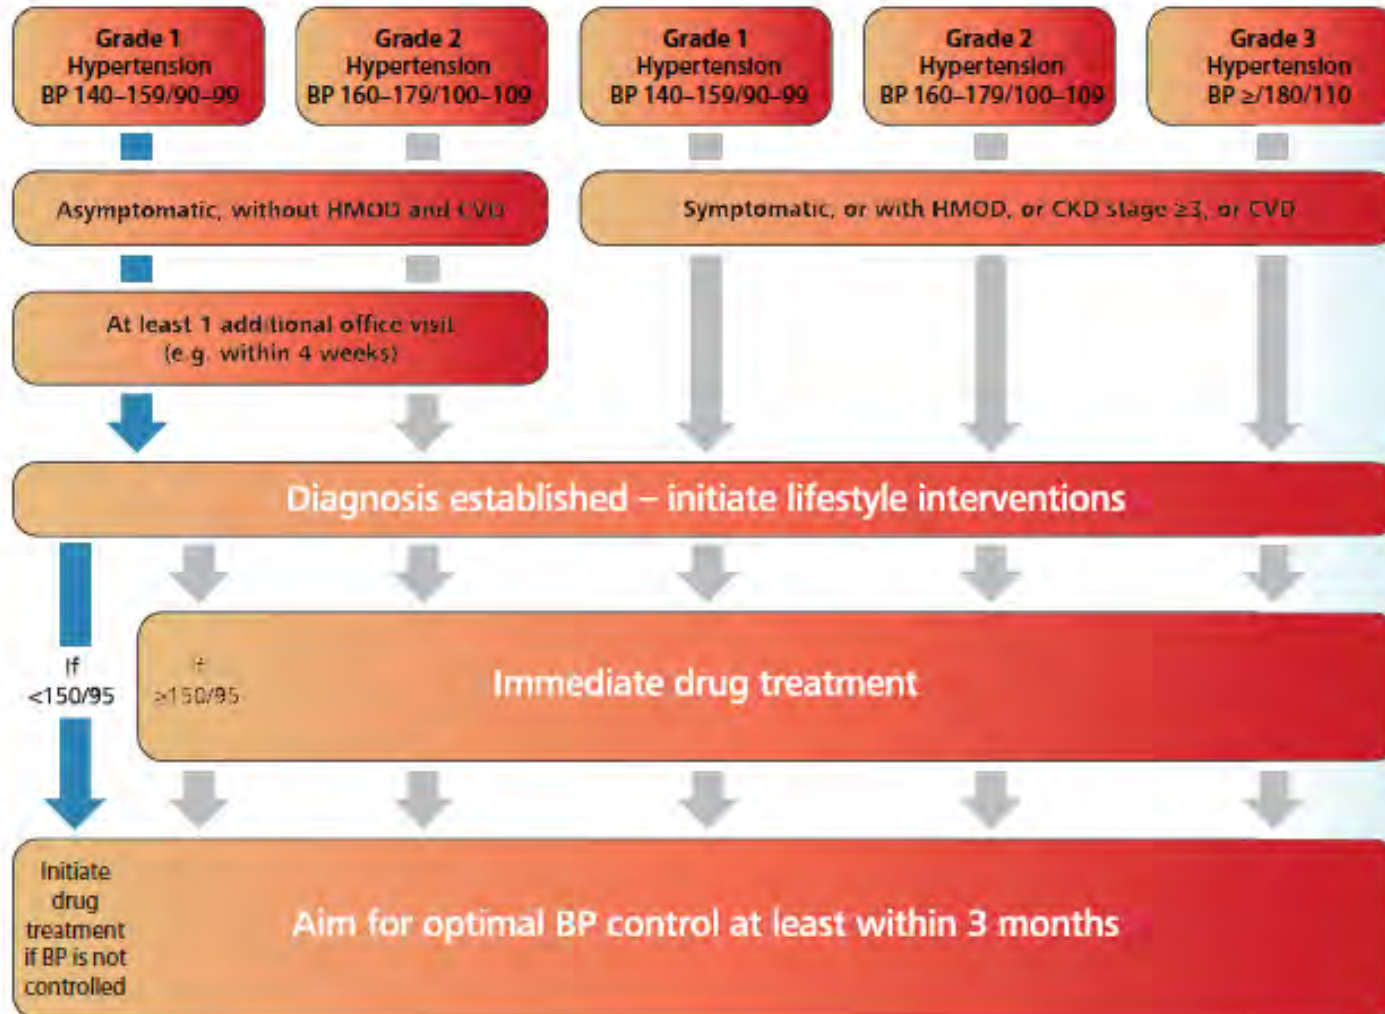 Grade 1
Hypertension
BP 140–159/90–99
Grade 2
Hypertension
BP 160–179/100–109
Grade 1
Hypertension
BP 140–159/90–99
Grade 2
Hypertension
BP 160–179/100–109
Grade 3
Hypertension
BP ≥/180/110
Asymptomatic, without HMOD and CVD
Symptomatic, or with HMOD, or CKD stage ≥3, or CVD
At least 1 additional office visit
(e.g. within 4 weeks)
Diagnosis established – initiate lifestyle interventions
If
<150/95
≥150/95
Immediate drug treatment
Initiate
drug
treatment
if BP is not
controlled
Aim for optimal BP control at least within 3 months